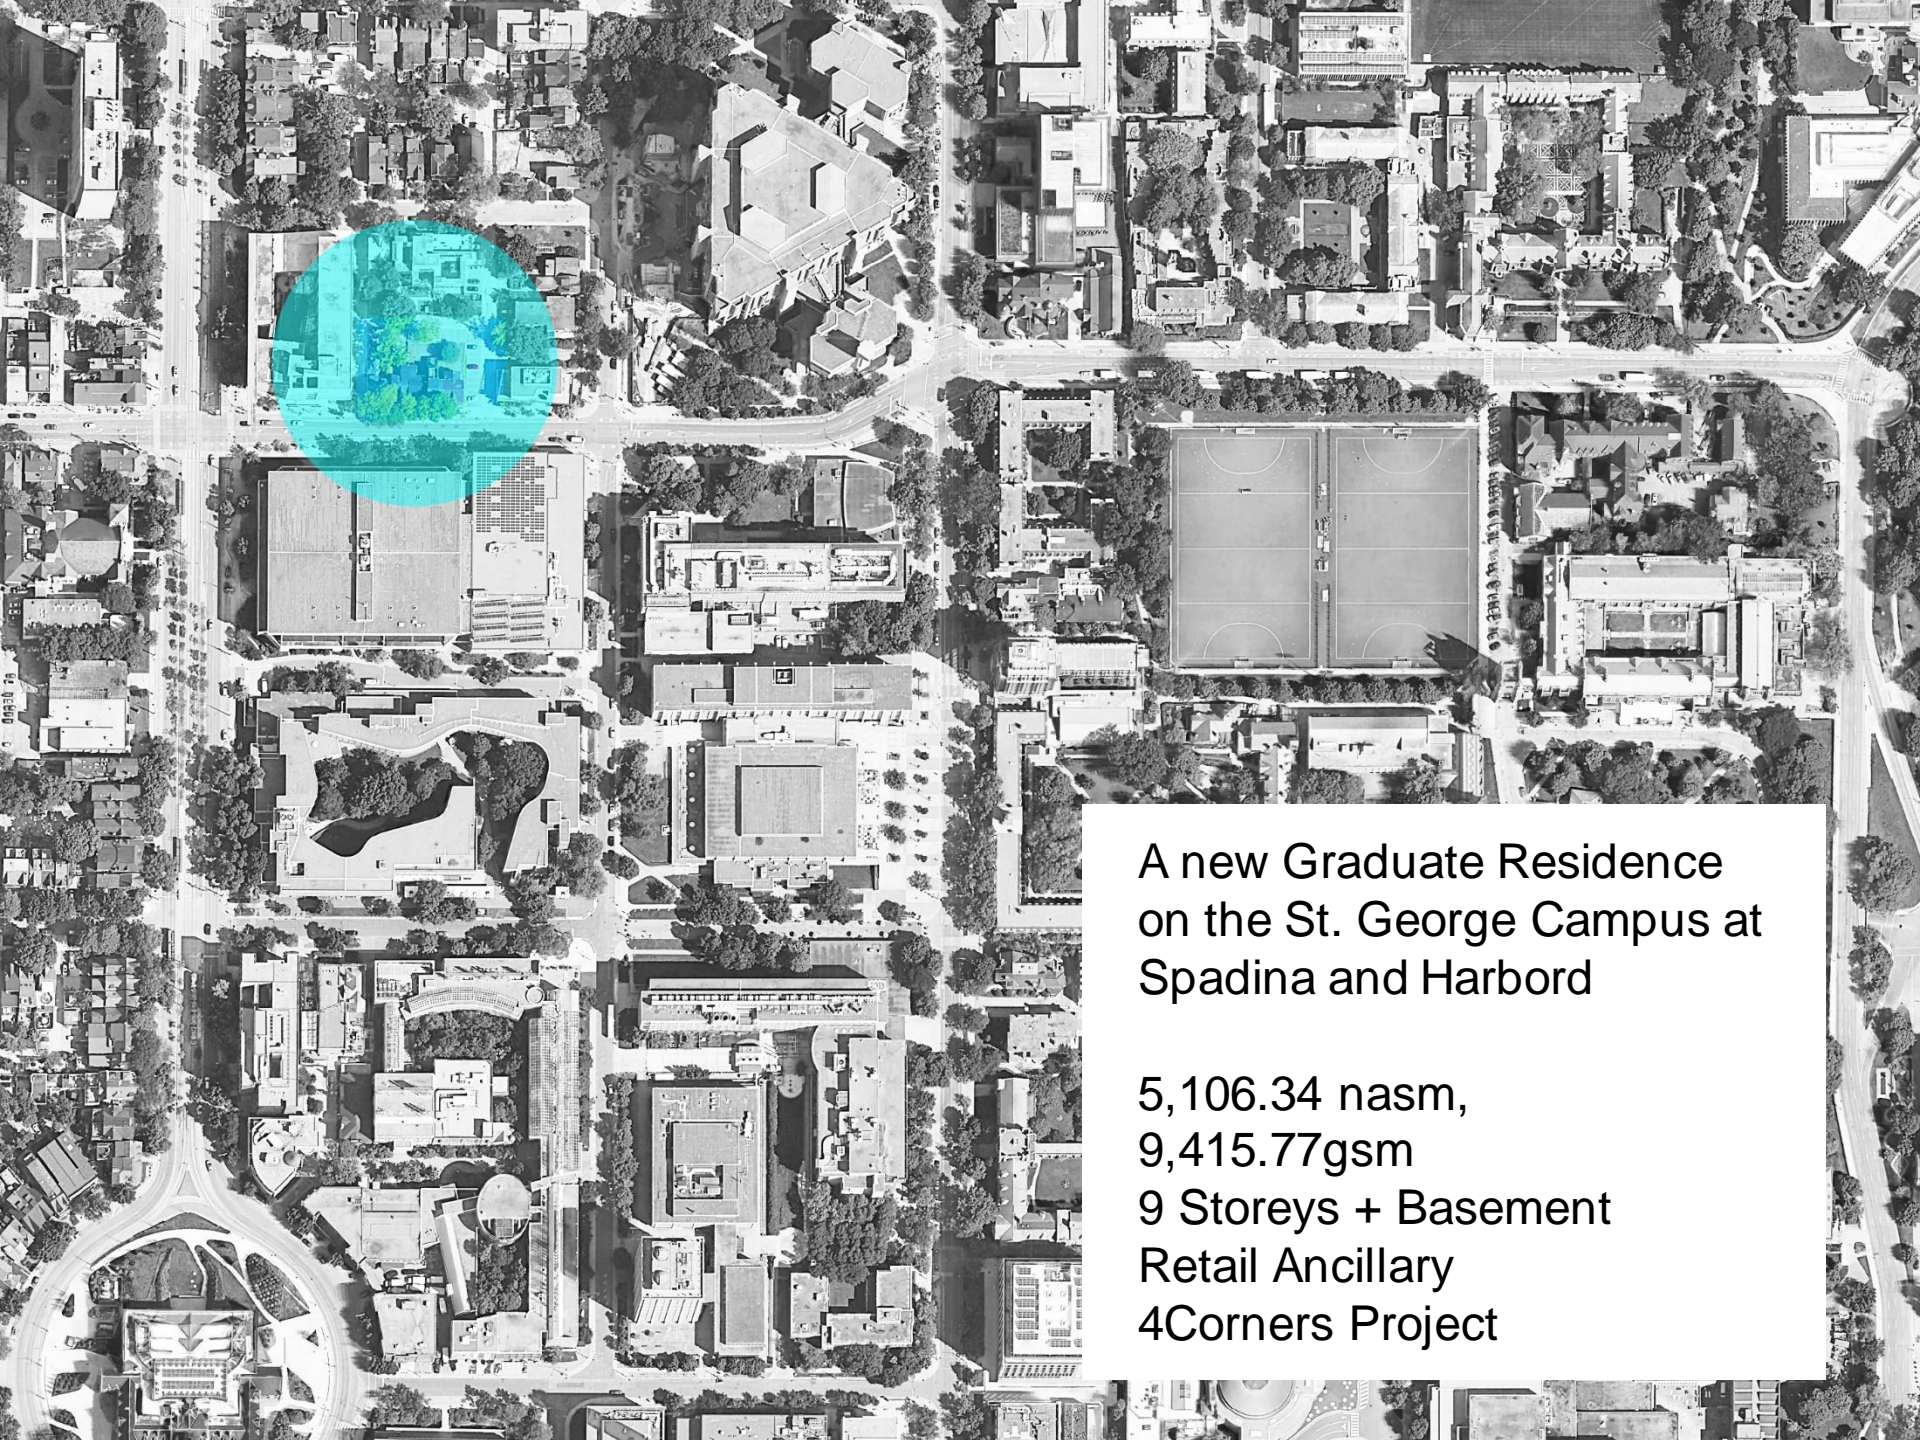 A new Graduate Residence
on the St. George Campus at
Spadina and Harbord
5,106.34 nasm,
9,415.77gsm
9 Storeys + Basement
Retail Ancillary
4Corners Project